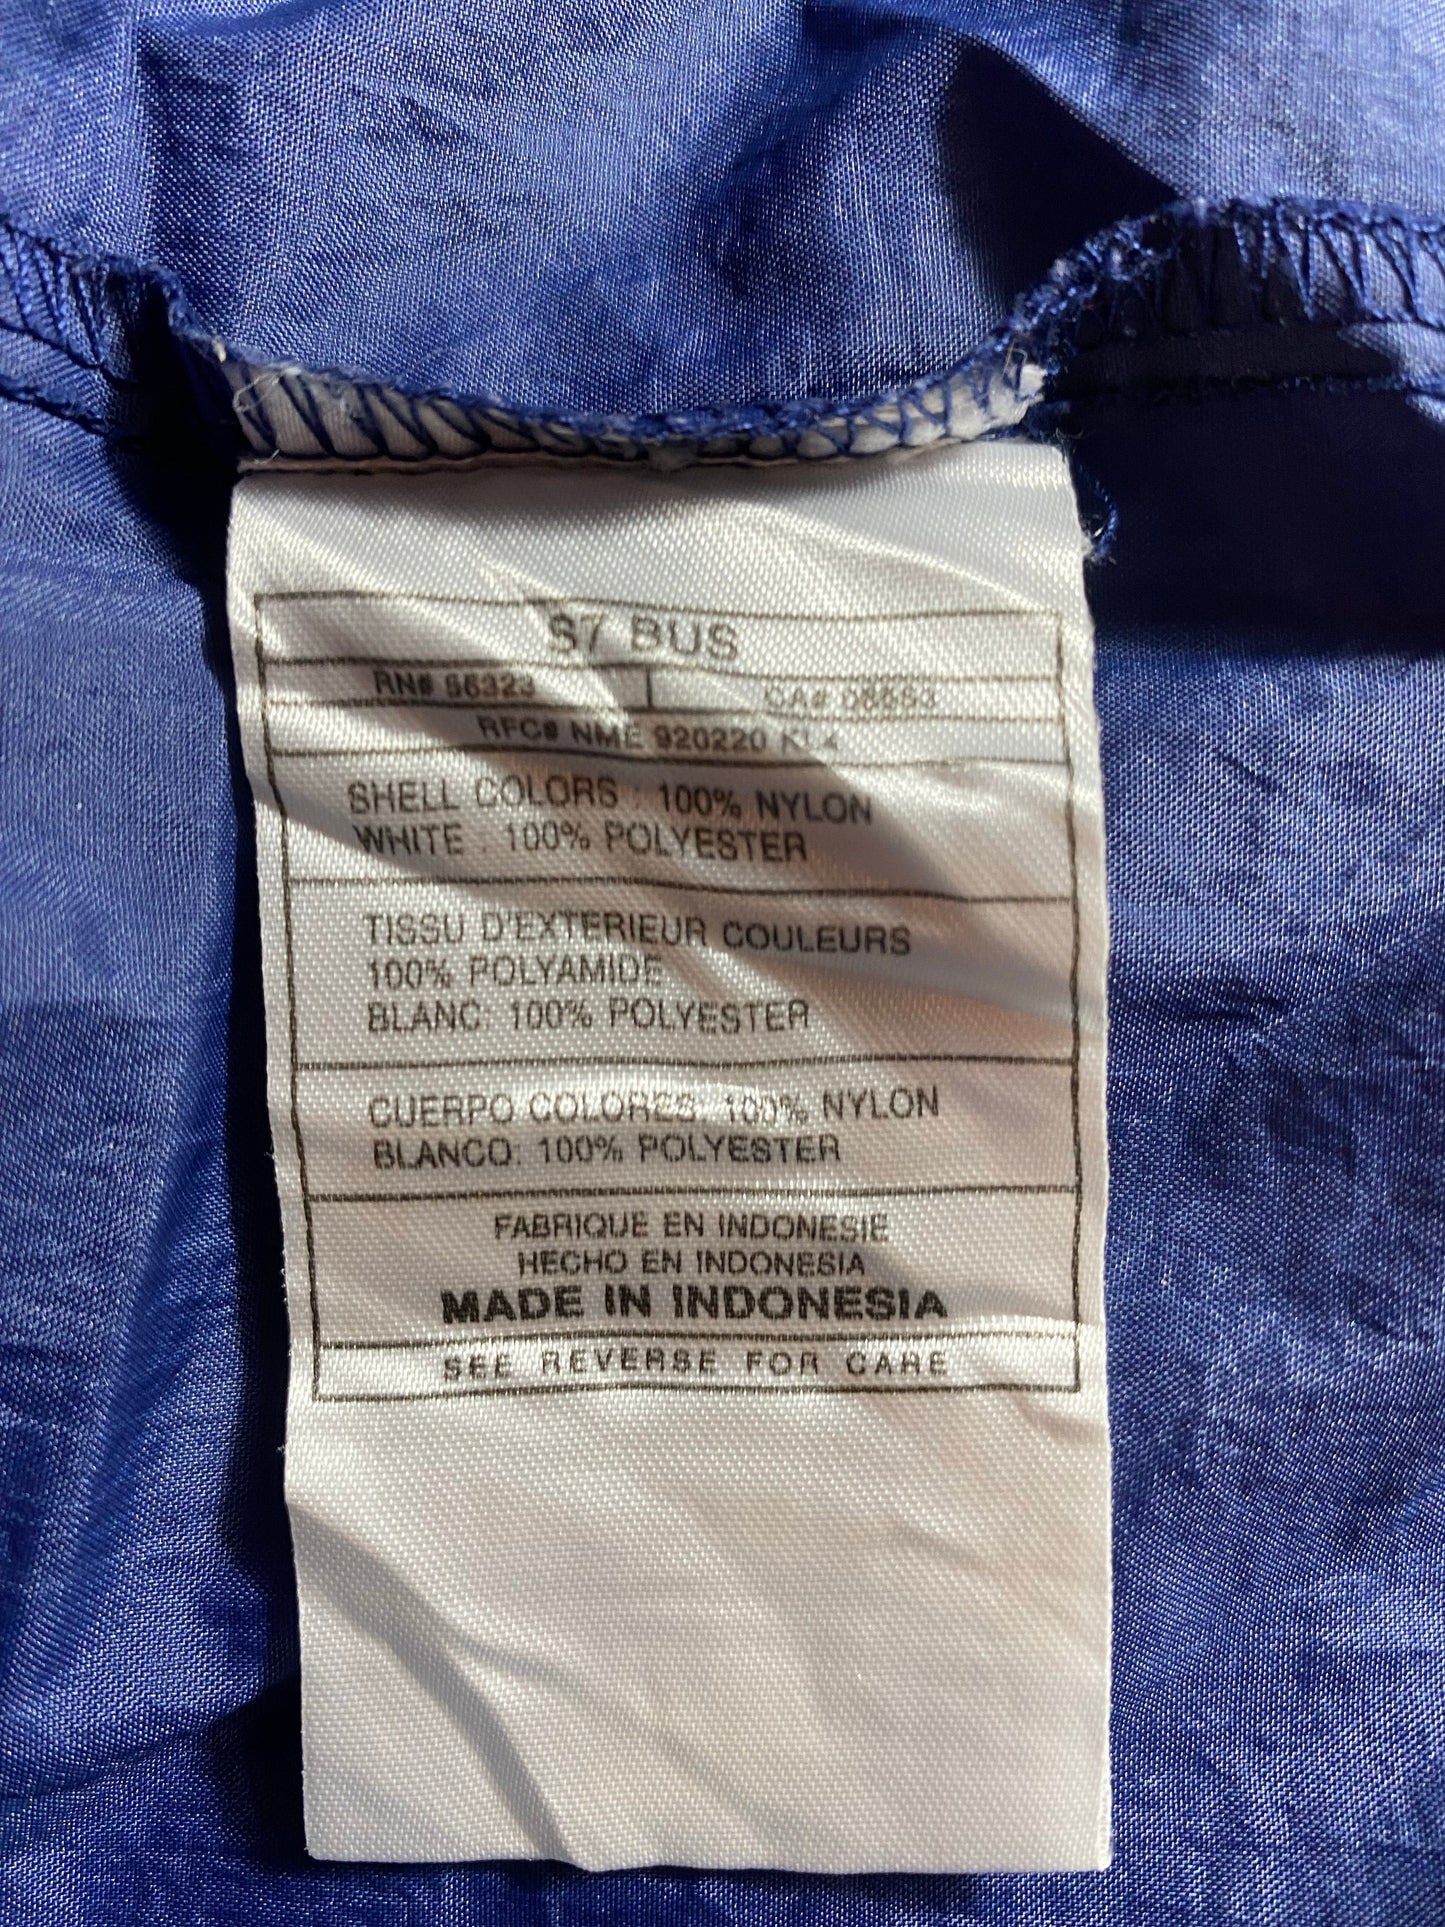 S7 BUS
RN# 56323 | CA# 05553
RFC# NME 920220 KL4
SHELL COLORS : 100% NYLON
WHITE : 100% POLYESTER
TISSU D'EXTERIEUR COULEURS
100% POLYAMIDE
BLANC: 100% POLYESTER
CUERPO COLORES: 100% NYLON
BLANCO: 100% POLYESTER
FABRIQUE EN INDONESIE
HECHO EN INDONESIA
MADE IN INDONESIA
SEE REVERSE FOR CARE